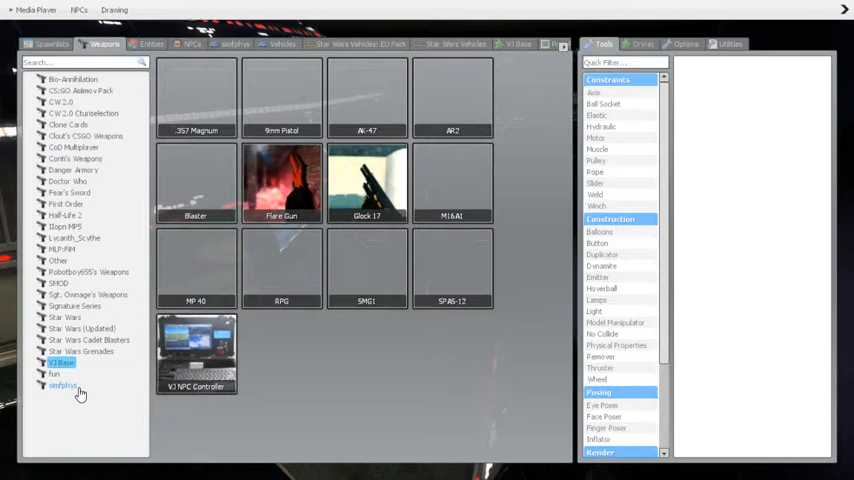 Media Player NPCs Drawing
Spawnlists Weapons Entities NPCs simfphys Vehicles Star Wars Vehicles: EU Pack Star Wars Vehicles VJ Base
Tools Options Utilities
Search...
Bio-Annihilation
CS:GO Asimov Pack
CW 2.0
CW 2.0 Ctu:selection
Clone Cards
Clout's CSGO Weapons
CoD Multiplayer
Conti's Weapons
Danger Armory
Doctor Who
Fear's Sword
First Order
Half-Life 2
Lycanth_Scythe
MLP:FiM
Other
Robotboy655's Weapons
SMOD
Sgt. Ownage's Weapons
Signature Series
Star Wars
Star Wars (Updated)
Star Wars Cadet Blasters
Star Wars Grenades
VJ Base
fun
simfphys
.357 Magnum 9mm Pistol AK-47 AR2
Blaster Flare Gun Glock 17 M16A1
MP 40 RPG SMG1 SPAS-12
VJ NPC Controller
Quick Filter...
Constraints
Axis
Ball Socket
Elastic
Hydraulic
Motor
Muscle
Pulley
Rope
Slider
Weld
Winch
Construction
Balloons
Button
Duplicator
Dynamite
Emitter
Hoverball
Lamps
Light
Model Manipulator
No Collide
Physical Properties
Remover
Thruster
Wheel
Posing
Eye Poser
Face Poser
Finger Poser
Inflator
Render